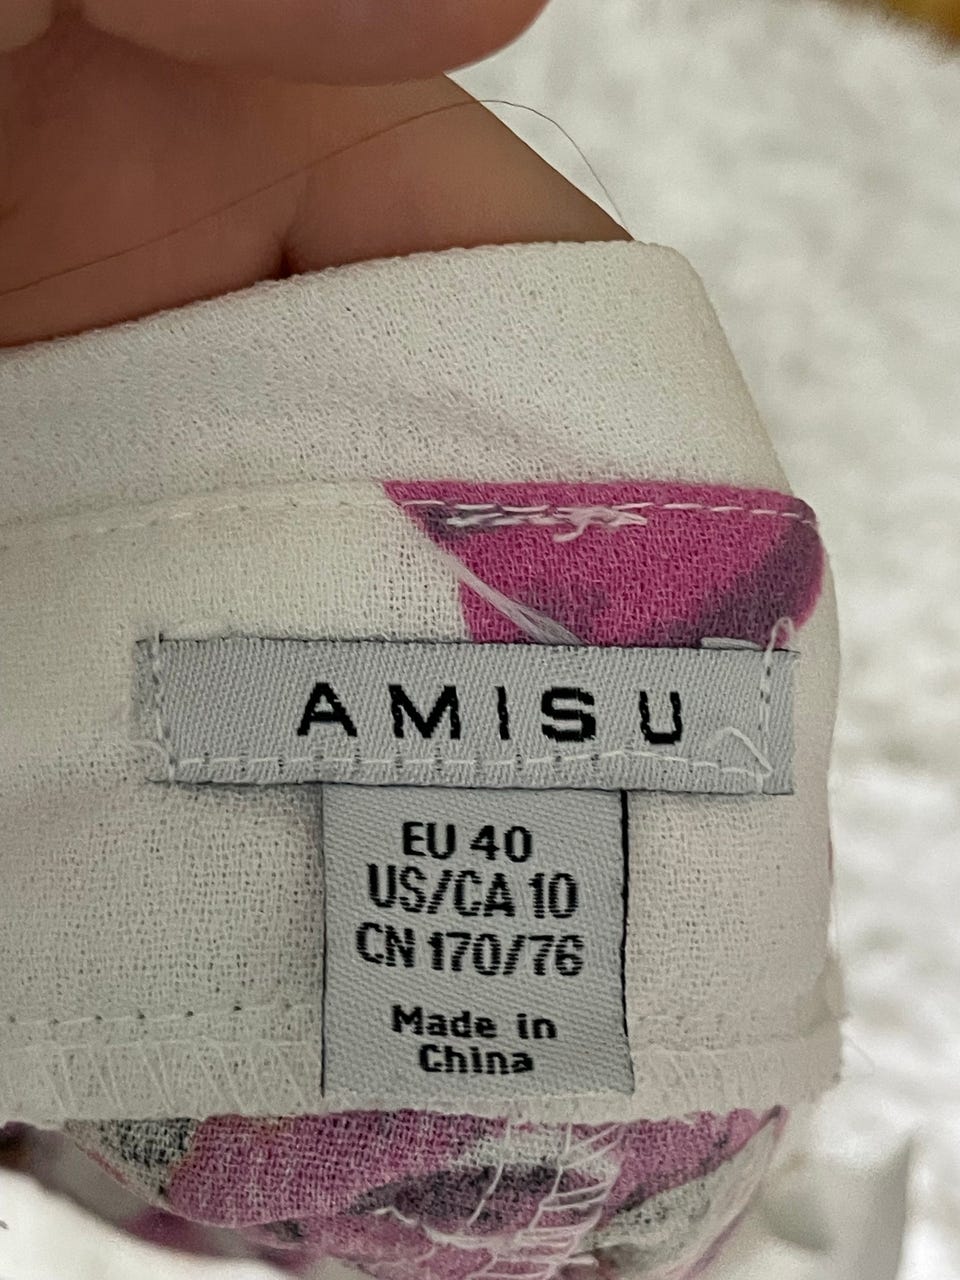 AMISU
EU 40
US/CA 10
CN 170/76
Made in
China